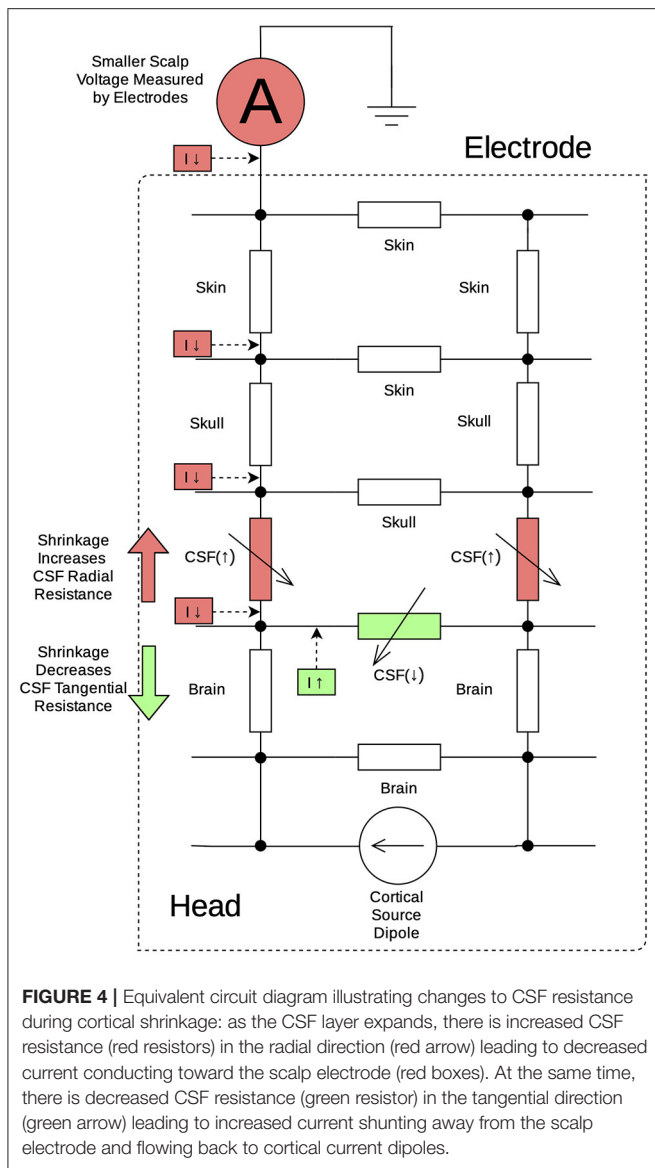 Smaller Scalp
Voltage Measured
by Electrodes
A
I ↓
Electrode
Skin
Skin
Skin
I ↓
Skin
Skull
Skull
I ↓
Skull
Shrinkage
Increases
CSF Radial
Resistance
CSF(↑)
CSF(↑)
I ↓
Shrinkage
Decreases
CSF Tangential
Resistance
I ↑
CSF(↓)
Brain
Brain
Brain
Head
Cortical
Source
Dipole
FIGURE 4 | Equivalent circuit diagram illustrating changes to CSF resistance
during cortical shrinkage: as the CSF layer expands, there is increased CSF
resistance (red resistors) in the radial direction (red arrow) leading to decreased
current conducting toward the scalp electrode (red boxes). At the same time,
there is decreased CSF resistance (green resistor) in the tangential direction
(green arrow) leading to increased current shunting away from the scalp
electrode and flowing back to cortical current dipoles.